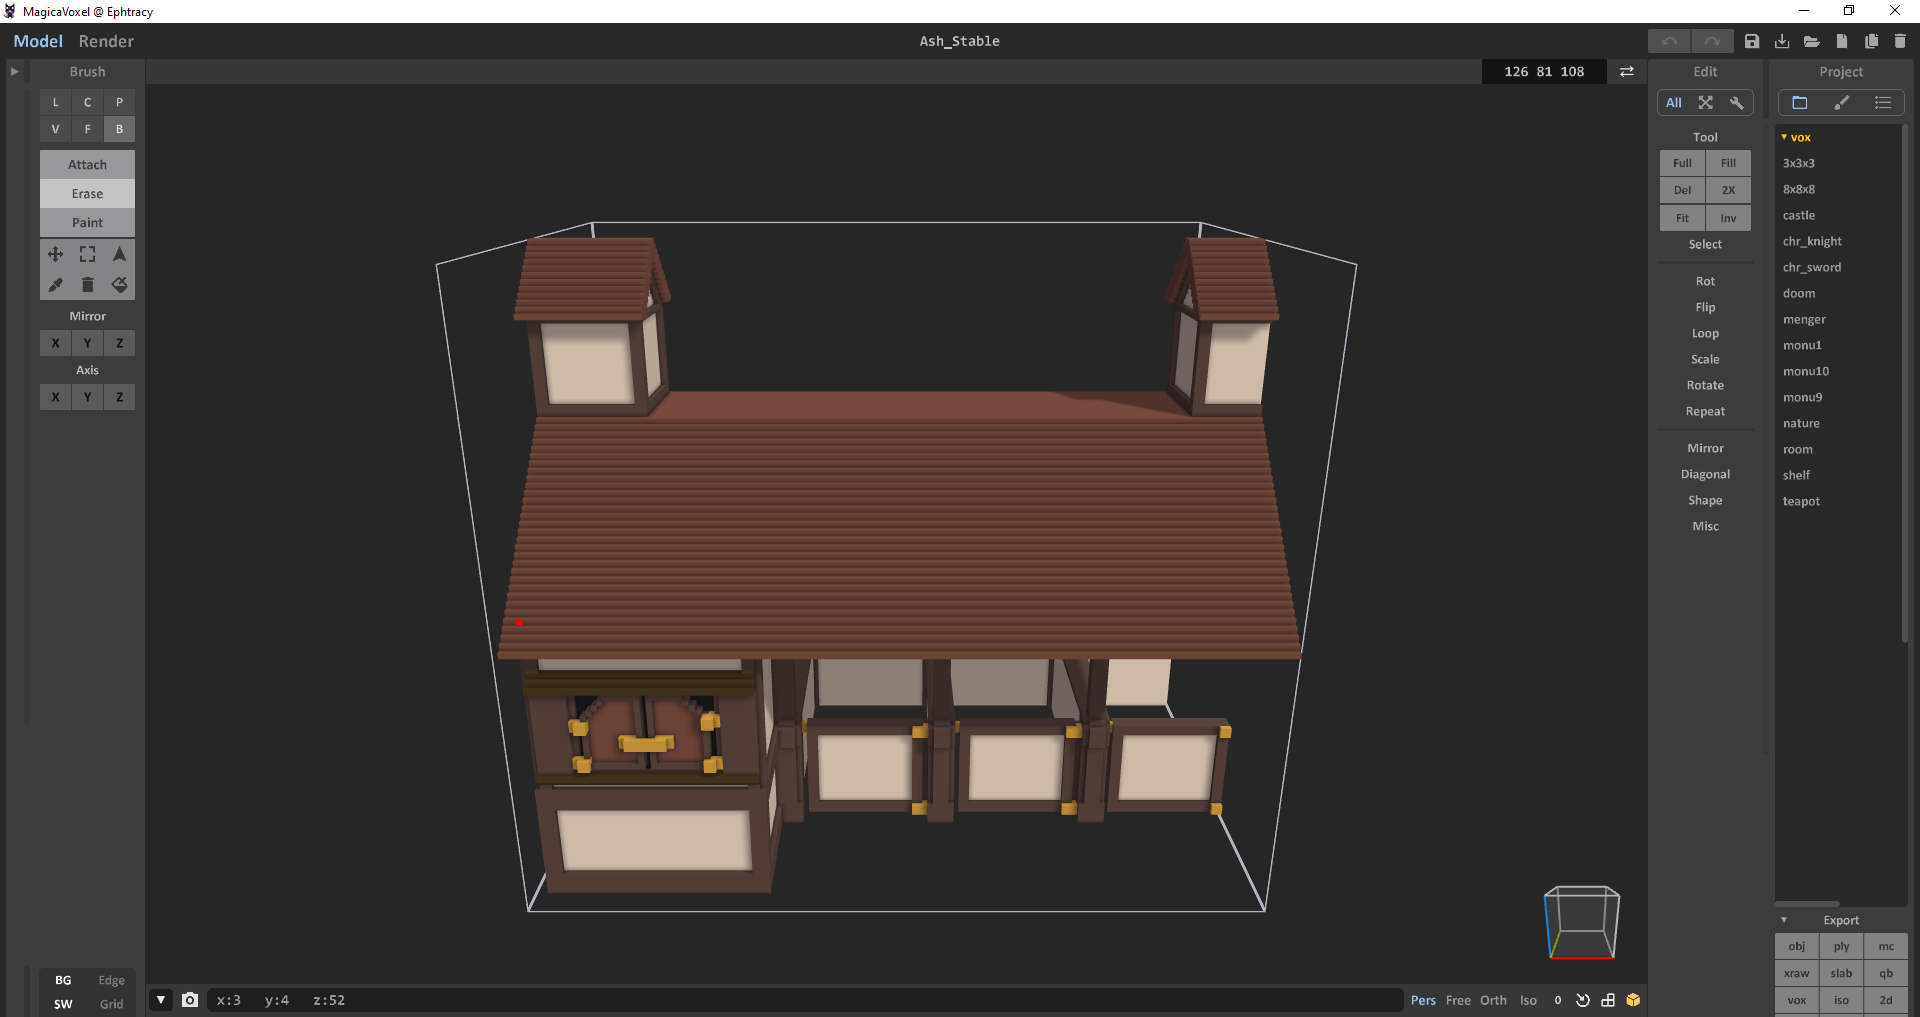 MagicaVoxel @ Ephtracy
Model Render
Ash_Stable
Brush
126 81 108
Edit
Project
L C P
V F B
All
Attach
Erase
Paint
Mirror
X Y Z
Axis
X Y Z
Tool
Full Fill
Del 2X
Fit Inv
Select
Rot
Flip
Loop
Scale
Rotate
Repeat
Mirror
Diagonal
Shape
Misc
vox
3x3x3
8x8x8
castle
chr_knight
chr_sword
doom
menger
monu1
monu10
monu9
nature
room
shelf
teapot
Export
obj ply mc
xraw slab qb
vox iso 2d
BG Edge
SW Grid
x:3 y:4 z:52
Pers Free Orth Iso 0